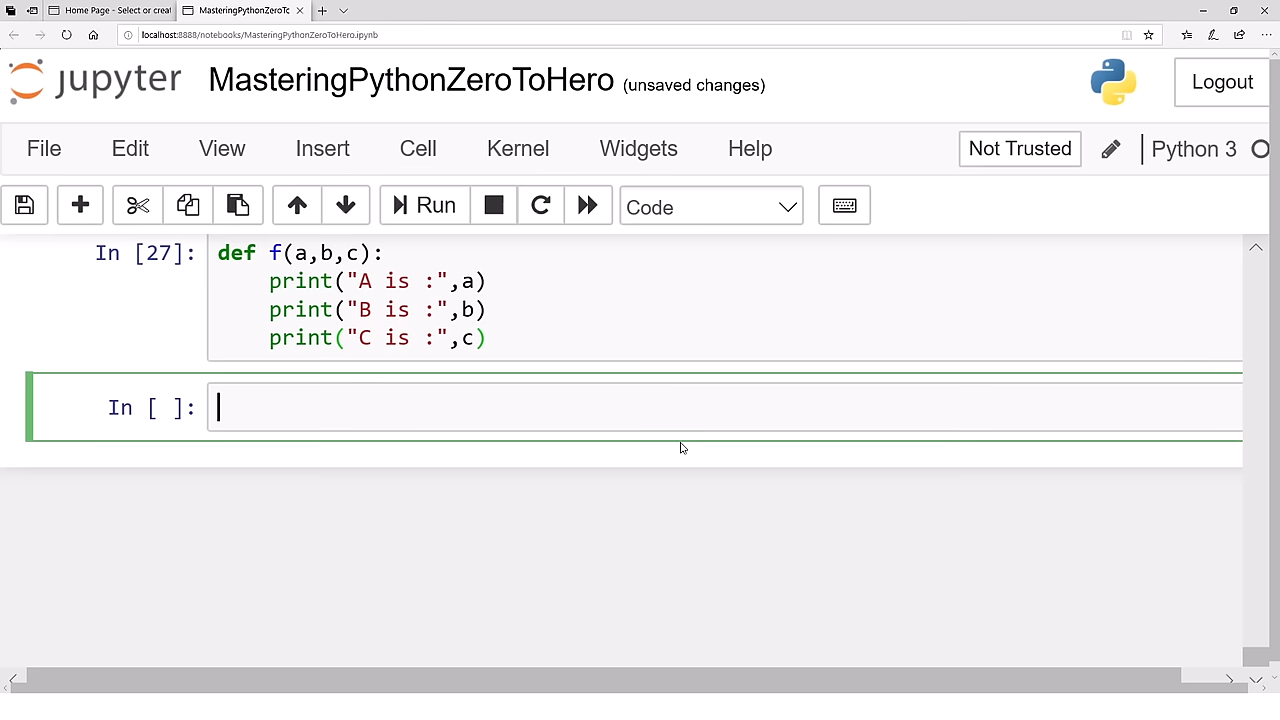 Home Page - Select or creat
MasteringPythonZeroTo
localhost:8888/notebooks/MasteringPythonZeroToHero.ipynb
jupyter MasteringPythonZeroToHero (unsaved changes) Logout
File Edit View Insert Cell Kernel Widgets Help Not Trusted Python 3
Run Code
In [27]: def f(a,b,c):
print("A is :",a)
print("B is :",b)
print("C is :",c)
In [ ]: